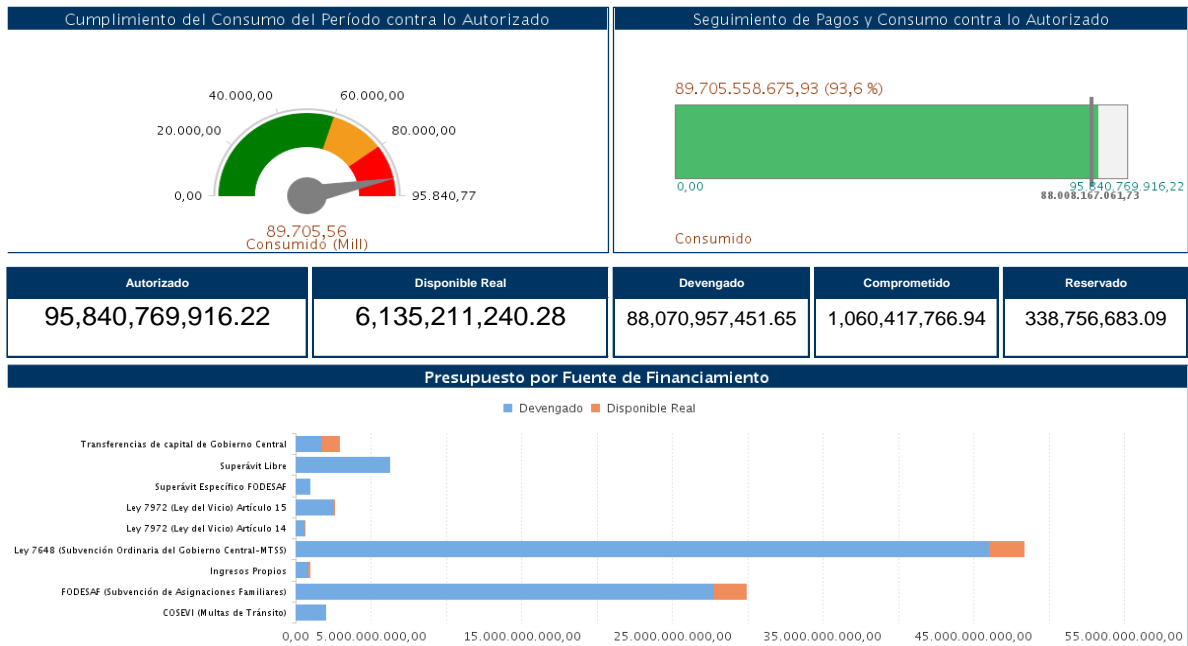 Cumplimiento del Consumo del Período contra lo Autorizado
40.000,00
60.000,00
20.000,00
80.000,00
0,00
95.840,77
89.705,56
Consumido (Mill)
Seguimiento de Pagos y Consumo contra lo Autorizado
89.705.558.675,93 (93,6 %)
0,00
95.840.769.916,22
88.008.167.061,73
Consumido
Autorizado
95,840,769,916.22
Disponible Real
6,135,211,240.28
Devengado
88,070,957,451.65
Comprometido
1,060,417,766.94
Reservado
338,756,683.09
Presupuesto por Fuente de Financiamiento
Devengado
Disponible Real
Transferencias de capital de Gobierno Central
Superávit Libre
Superávit Específico FODESAF
Ley 7972 (Ley del Vicio) Artículo 15
Ley 7972 (Ley del Vicio) Artículo 14
Ley 7648 (Subvención Ordinaria del Gobierno Central-MTSS)
Ingresos Propios
FODESAF (Subvención de Asignaciones Familiares)
COSEVI (Multas de Tránsito)
0,00 5.000.000.000,00 15.000.000.000,00 25.000.000.000,00 35.000.000.000,00 45.000.000.000,00 55.000.000.000,00